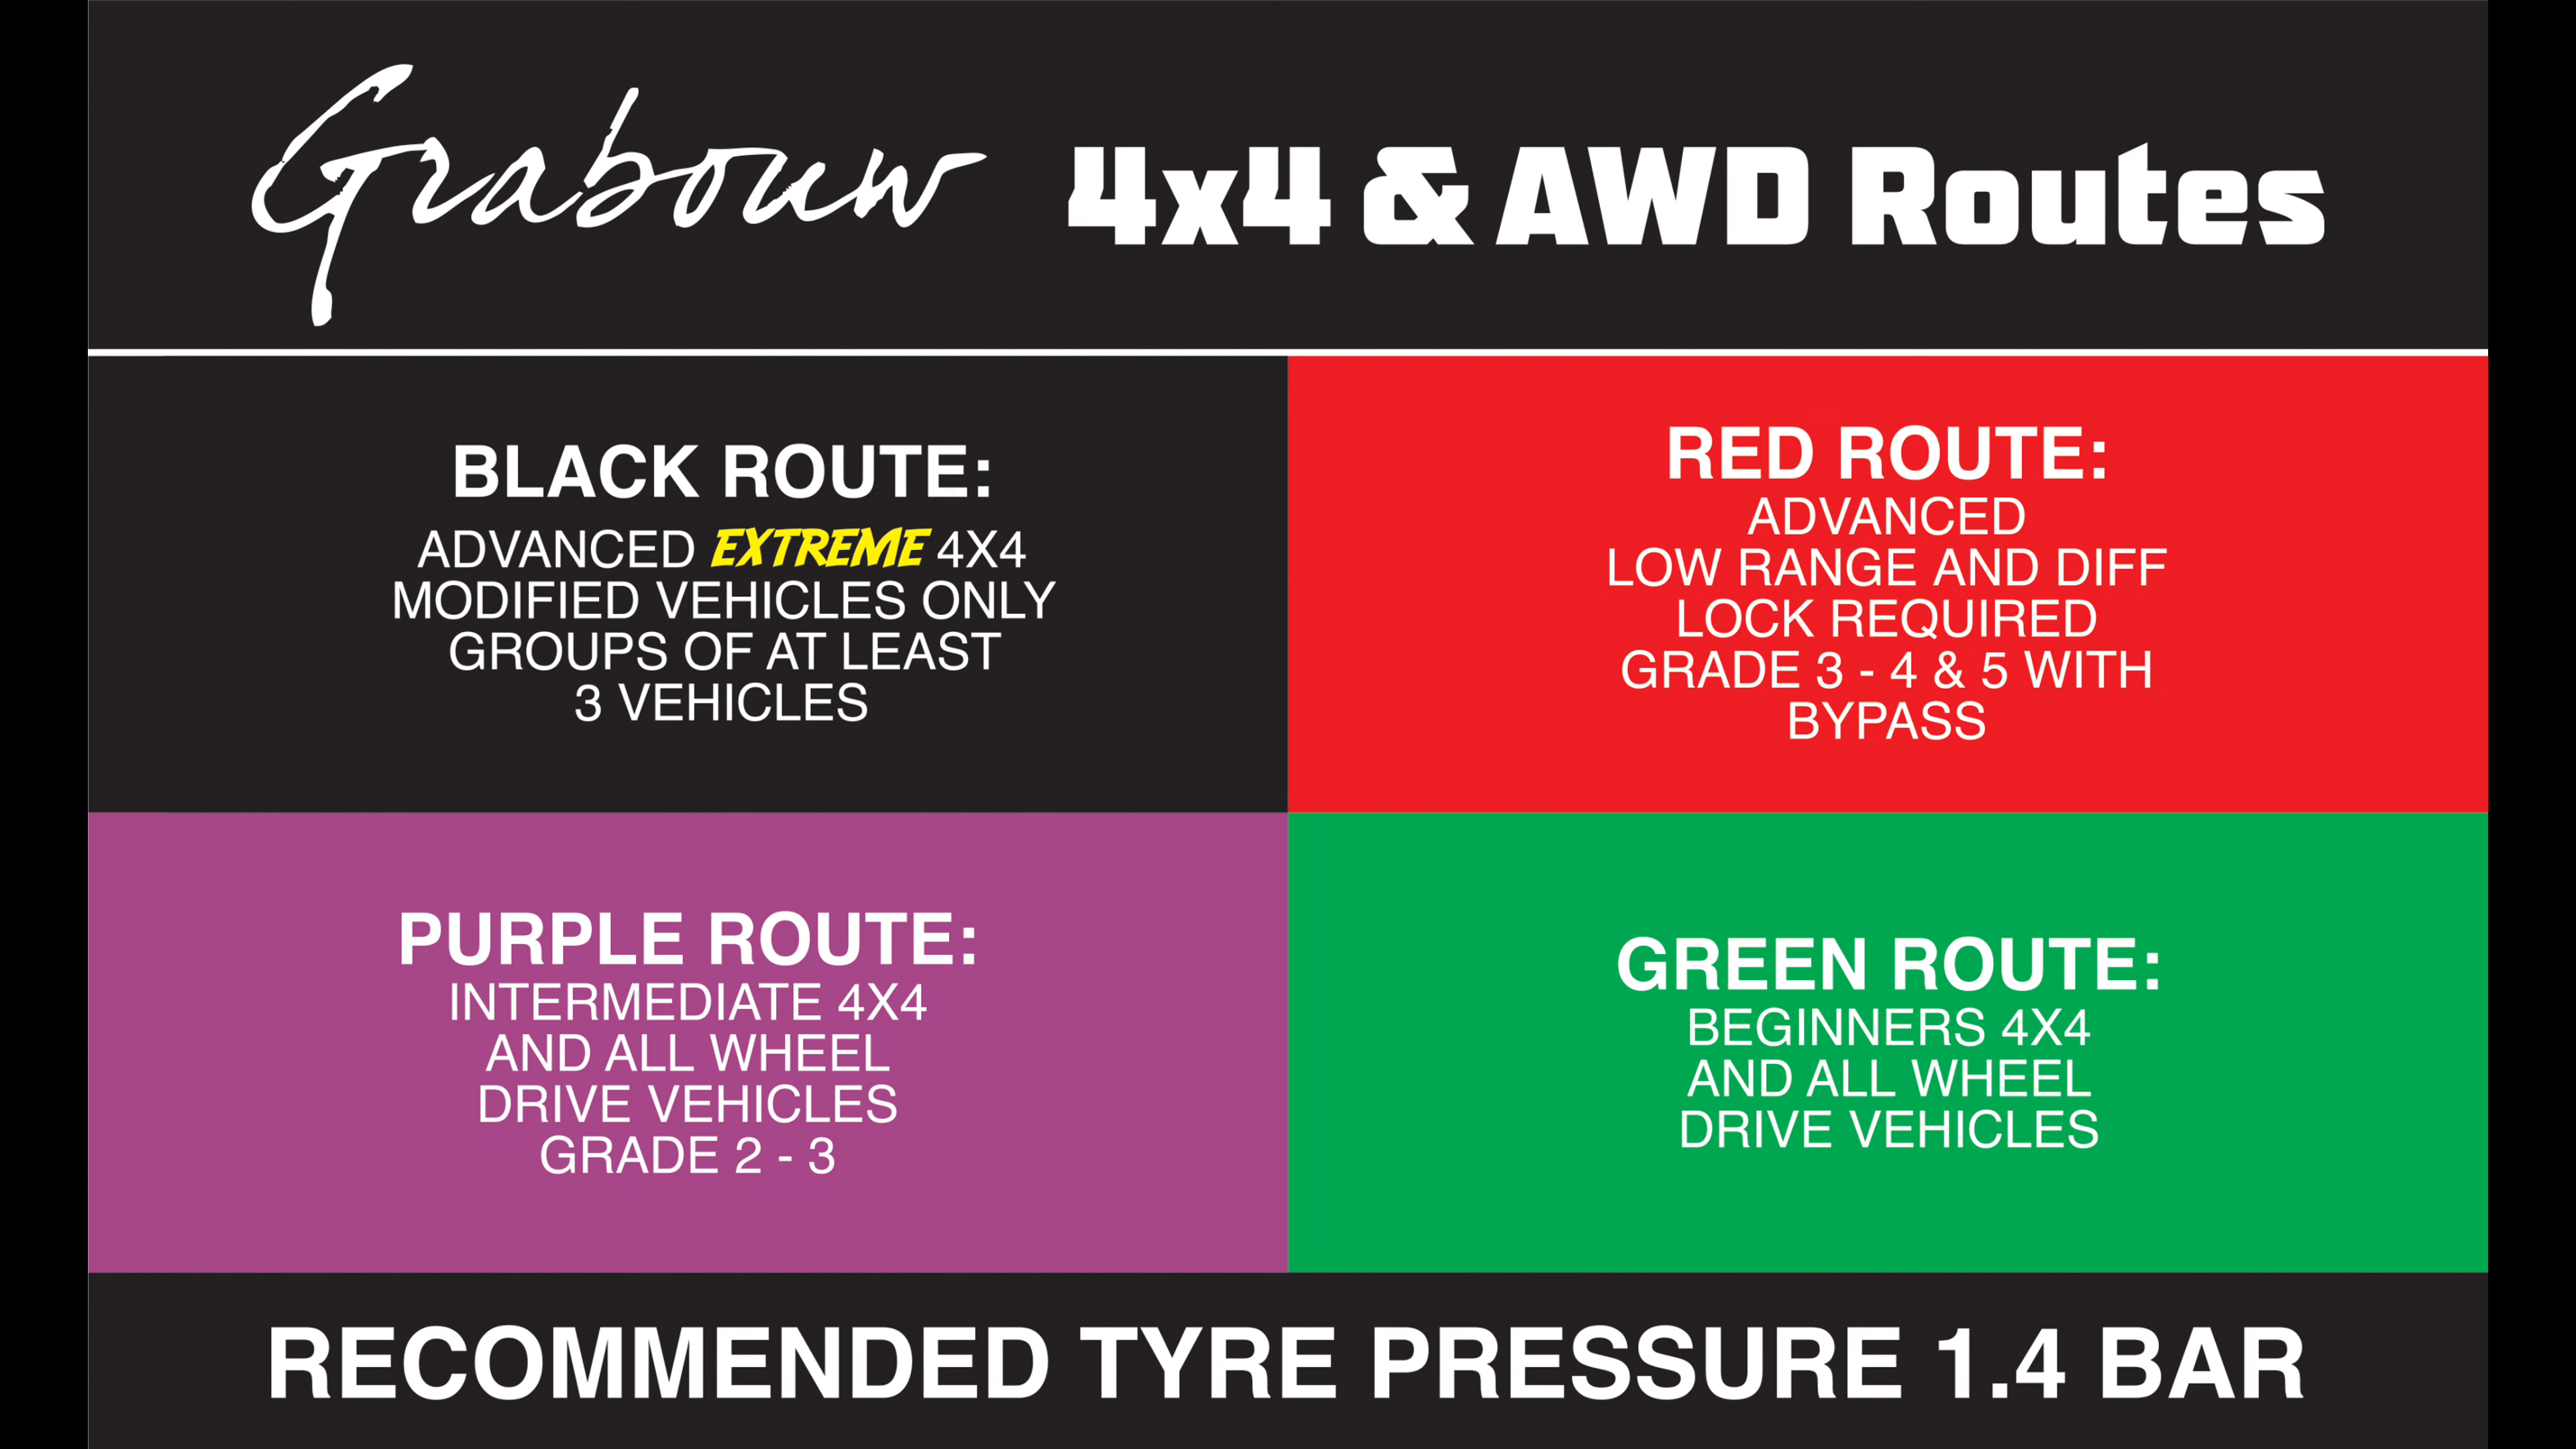 Grabouw 4x4 & AWD Routes
BLACK ROUTE:
ADVANCED EXTREME 4X4
MODIFIED VEHICLES ONLY
GROUPS OF AT LEAST
3 VEHICLES
RED ROUTE:
ADVANCED
LOW RANGE AND DIFF
LOCK REQUIRED
GRADE 3 - 4 & 5 WITH
BYPASS
PURPLE ROUTE:
INTERMEDIATE 4X4
AND ALL WHEEL
DRIVE VEHICLES
GRADE 2 - 3
GREEN ROUTE:
BEGINNERS 4X4
AND ALL WHEEL
DRIVE VEHICLES
RECOMMENDED TYRE PRESSURE 1.4 BAR